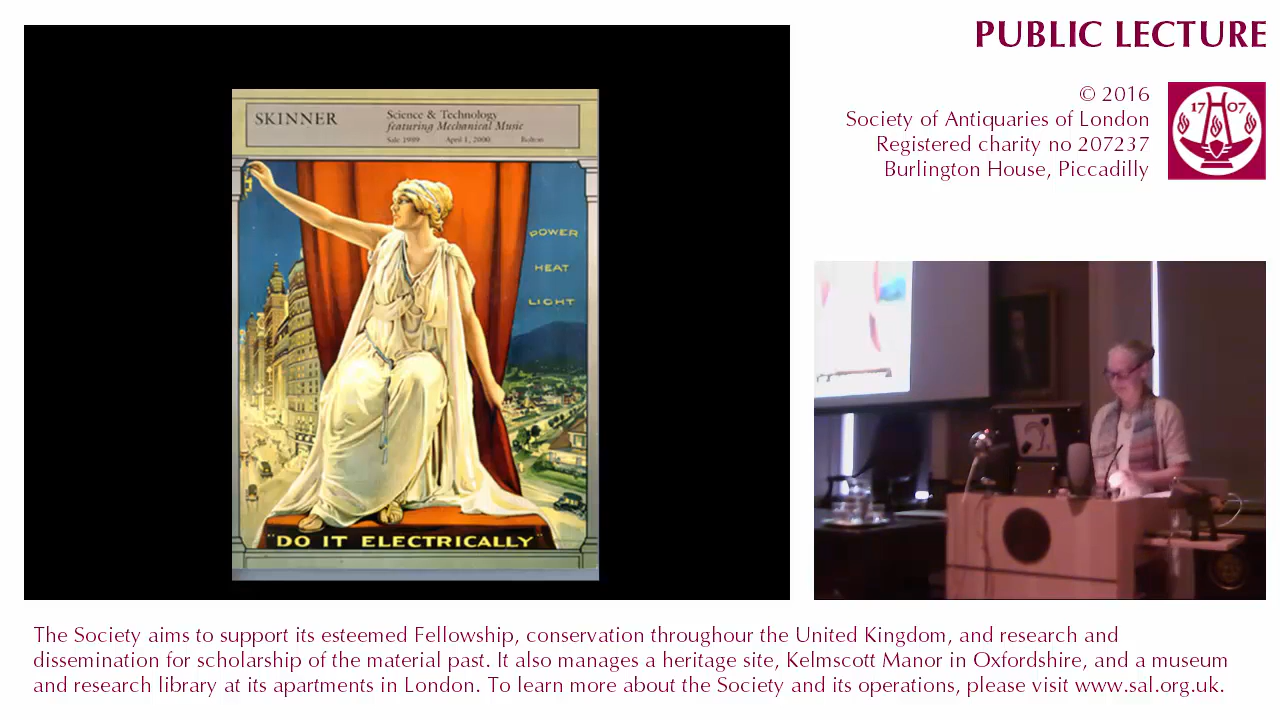 PUBLIC LECTURE
© 2016
Society of Antiquaries of London
Registered charity no 207237
Burlington House, Piccadilly
17 07
SKINNER
Science & Technology
featuring Mechanical Music
Sale 1989 April 1, 2000 Bolton
POWER
HEAT
LIGHT
"DO IT ELECTRICALLY"
The Society aims to support its esteemed Fellowship, conservation throughour the United Kingdom, and research and
dissemination for scholarship of the material past. It also manages a heritage site, Kelmscott Manor in Oxfordshire, and a museum
and research library at its apartments in London. To learn more about the Society and its operations, please visit www.sal.org.uk.